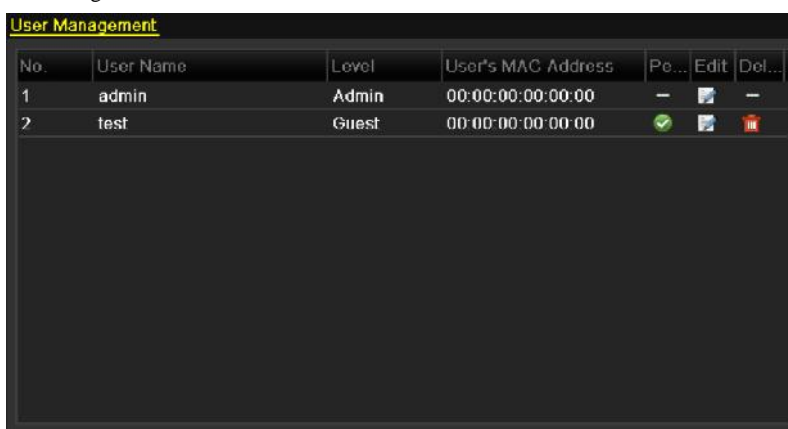 User Management
No. User Name Level User's MAC Address Pe... Edit Del...
1 admin Admin 00:00:00:00:00:00 –
2 test Guest 00:00:00:00:00:00